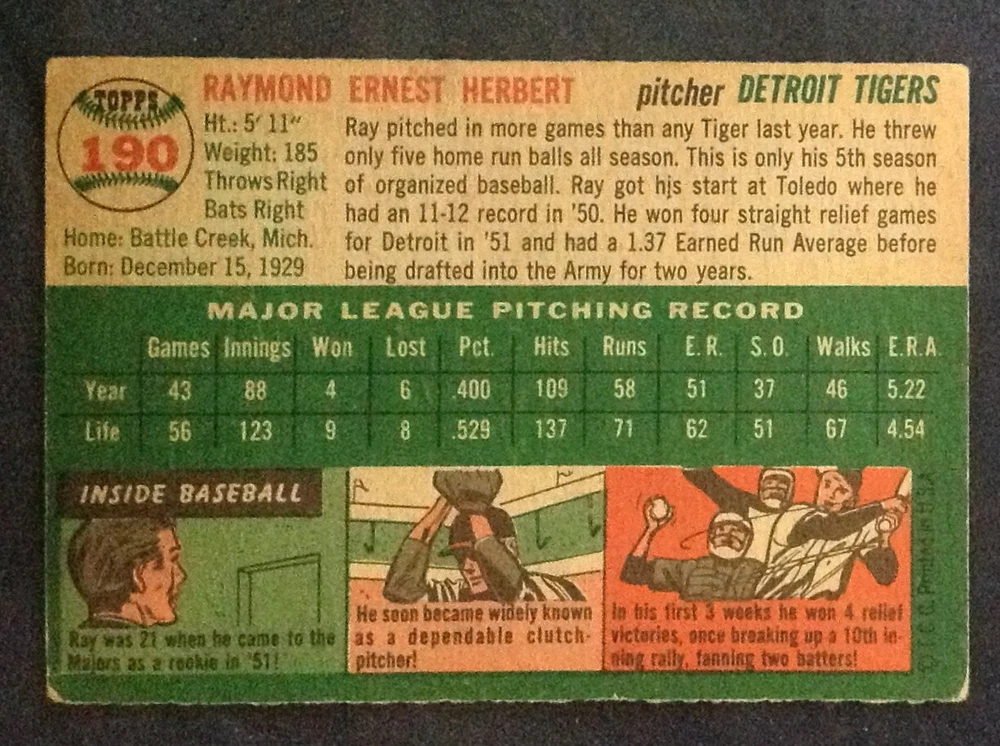 TOPPS
190
RAYMOND ERNEST HERBERT
pitcher DETROIT TIGERS
Ht.: 5' 11"
Weight: 185
Throws Right
Bats Right
Home: Battle Creek, Mich.
Born: December 15, 1929
Ray pitched in more games than any Tiger last year. He threw
only five home run balls all season. This is only his 5th season
of organized baseball. Ray got his start at Toledo where he
had an 11-12 record in '50. He won four straight relief games
for Detroit in '51 and had a 1.37 Earned Run Average before
being drafted into the Army for two years.
MAJOR LEAGUE PITCHING RECORD
Games Innings Won Lost Pct. Hits Runs E.R. S.O. Walks E.R.A.
Year 43 88 4 6 .400 109 58 51 37 46 5.22
Life 56 123 9 8 .529 137 71 62 51 67 4.54
INSIDE BASEBALL
Ray was 21 when he came to the
Majors as a rookie in '51!
He soon became widely known
as a dependable clutch-
pitcher!
In his first 3 weeks he won 4 relief
victories, once breaking up a 10th in-
ning rally, fanning two batters!
© T. C. G. Printed in U.S.A.